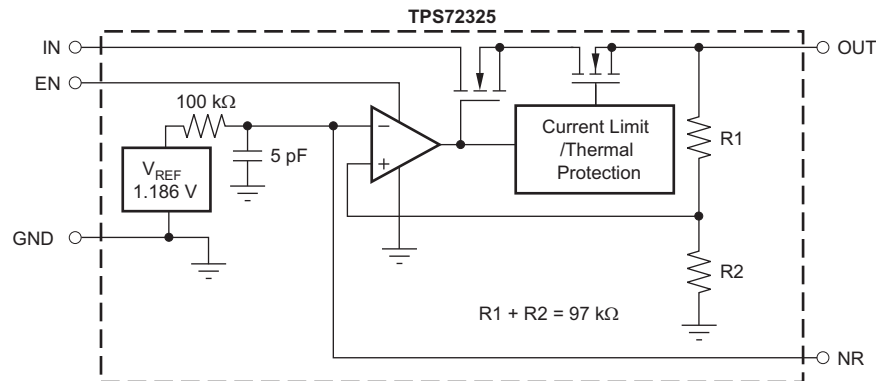 TPS72325
IN
OUT
EN
100 kΩ
5 pF
VREF
1.186 V
−
+
Current Limit
/Thermal
Protection
R1
GND
R2
R1 + R2 = 97 kΩ
NR